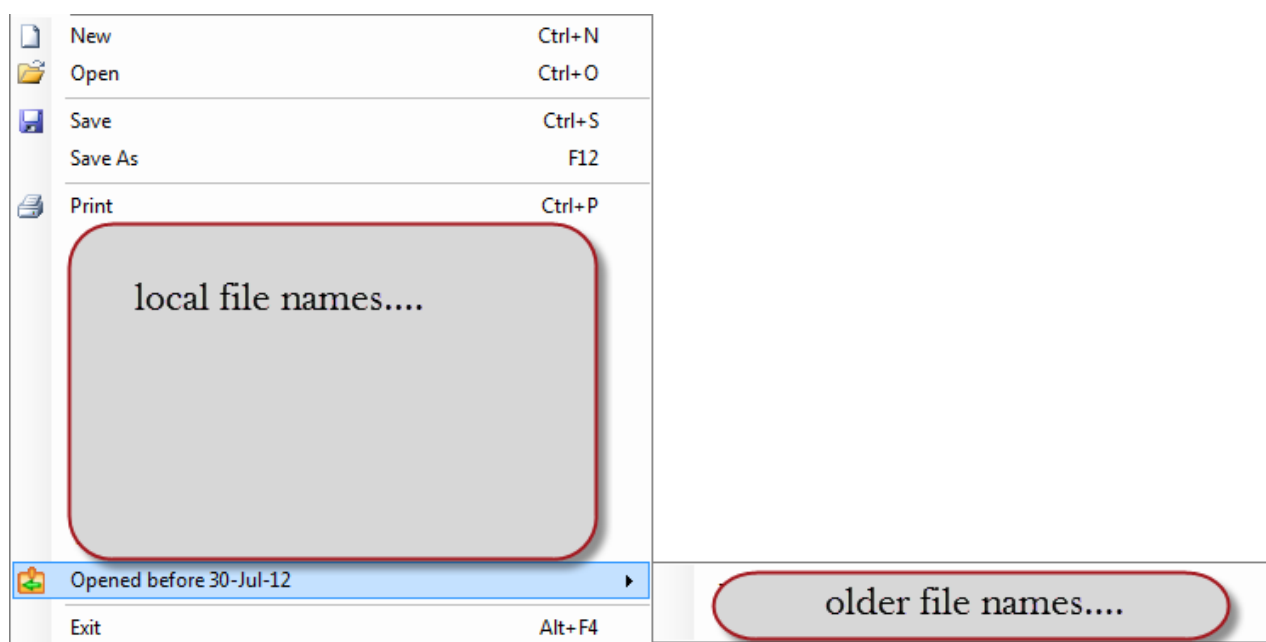 New Ctrl+N
Open Ctrl+O
Save Ctrl+S
Save As F12
Print Ctrl+P
local file names....
Opened before 30-Jul-12
older file names....
Exit Alt+F4